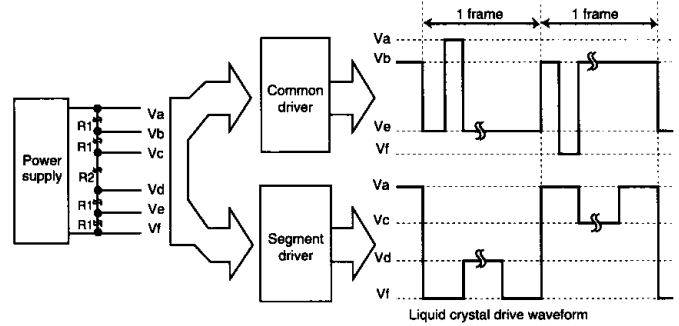 Power
supply
R1
R1
R2
R1
R1
Va
Vb
Vc
Vd
Ve
Vf
Common
driver
Segment
driver
1 frame
1 frame
Va
Vb
Ve
Vf
Va
Vc
Vd
Vf
Liquid crystal drive waveform